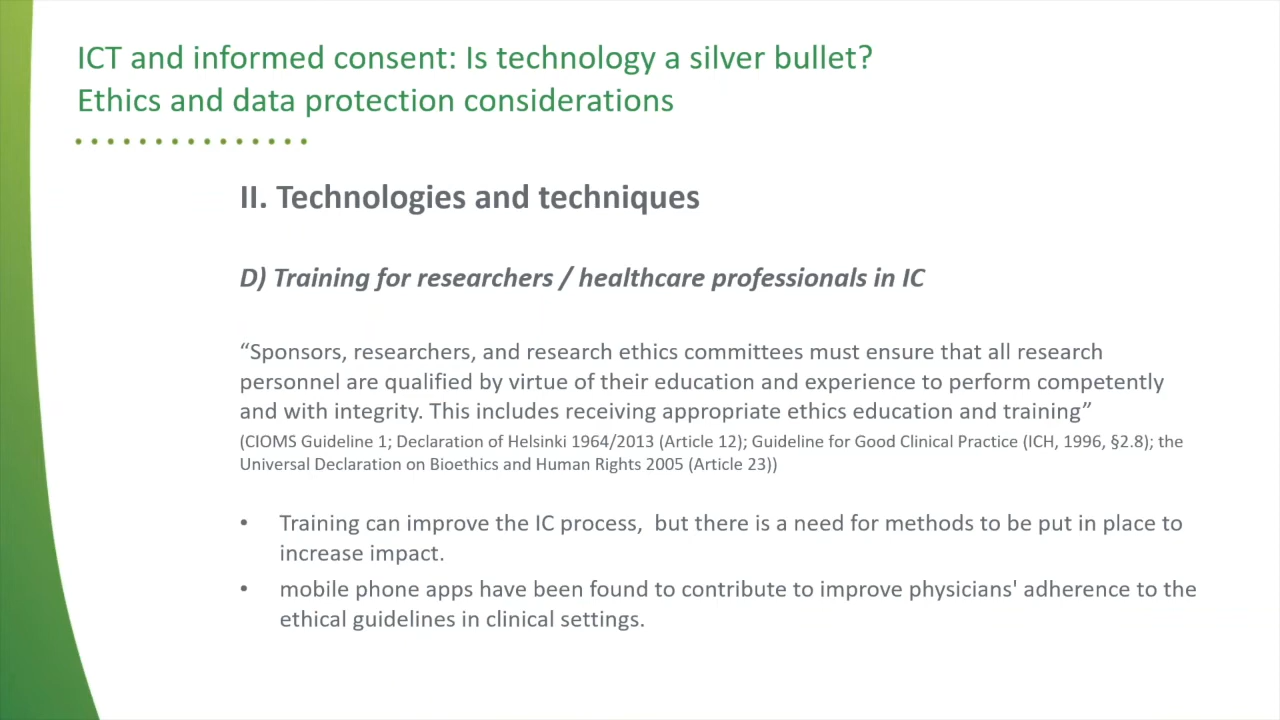 ICT and informed consent: Is technology a silver bullet?
Ethics and data protection considerations
II. Technologies and techniques
D) Training for researchers / healthcare professionals in IC
“Sponsors, researchers, and research ethics committees must ensure that all research
personnel are qualified by virtue of their education and experience to perform competently
and with integrity. This includes receiving appropriate ethics education and training”
(CIOMS Guideline 1; Declaration of Helsinki 1964/2013 (Article 12); Guideline for Good Clinical Practice (ICH, 1996, §2.8); the
Universal Declaration on Bioethics and Human Rights 2005 (Article 23))
• Training can improve the IC process,  but there is a need for methods to be put in place to
increase impact.
• mobile phone apps have been found to contribute to improve physicians' adherence to the
ethical guidelines in clinical settings.